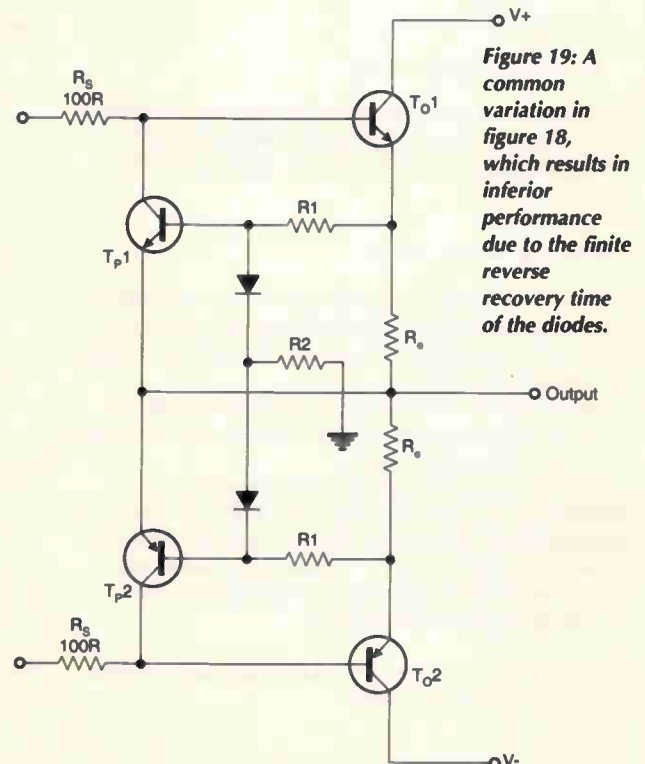 V+
Figure 19: A
common
variation in
figure 18,
which results in
inferior
performance
due to the finite
reverse
recovery time
of the diodes.
RS
100R
TO1
R1
TP1
Re
R2
Output
Re
R1
TP2
RS
100R
TO2
V-